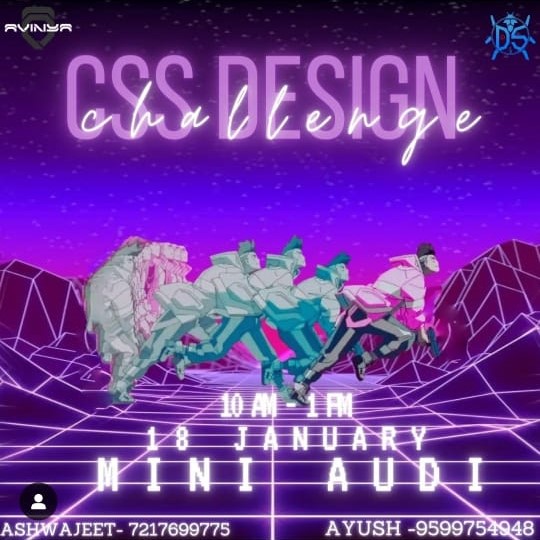 AVINYA
DS
CSS DESIGN
challenge
10 AM - 1 PM
18 JANUARY
MINI AUDI
ASHWAJEET- 7217699775
AYUSH -9599754948